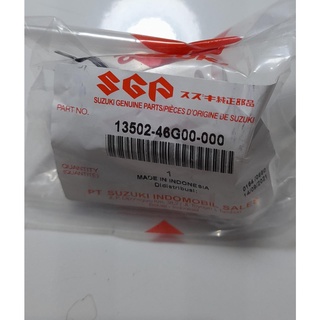 SGP スズキ純正部品
SUZUKI GENUINE PARTS/PIÈCES D'ORIGINE DE SUZUKI
PART NO.
13502-46G00-000
QUANTITY
QUANTITÉ
1
MADE IN INDONESIA
PT SUZUKI INDOMOBIL SALES